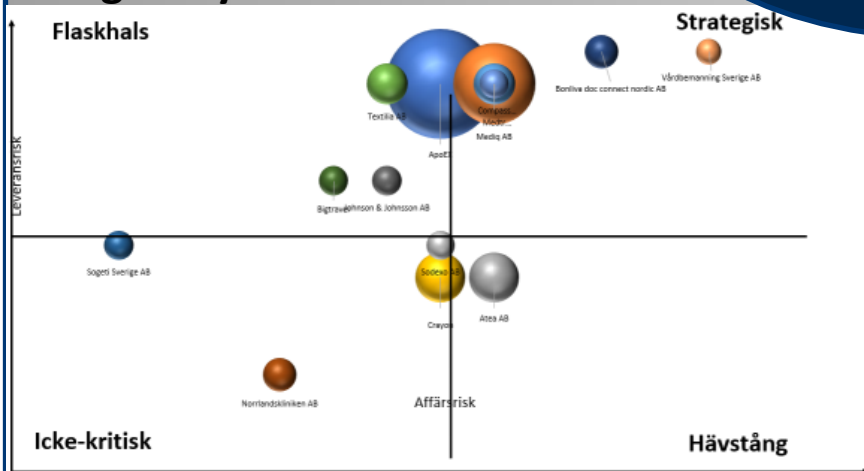 Flaskhals
Strategisk
Leveransrisk
Textilia AB
ApoEX
Compass...
Medtr...
Mediq AB
Bonliva doc connect nordic AB
Vårdbemanning Sverige AB
Bigtravel
Johnson & Johnsson AB
Sogeti Sverige AB
Sodexo AB
Crayon
Atea AB
Norrlandskliniken AB
Affärsrisk
Icke-kritisk
Hävstång